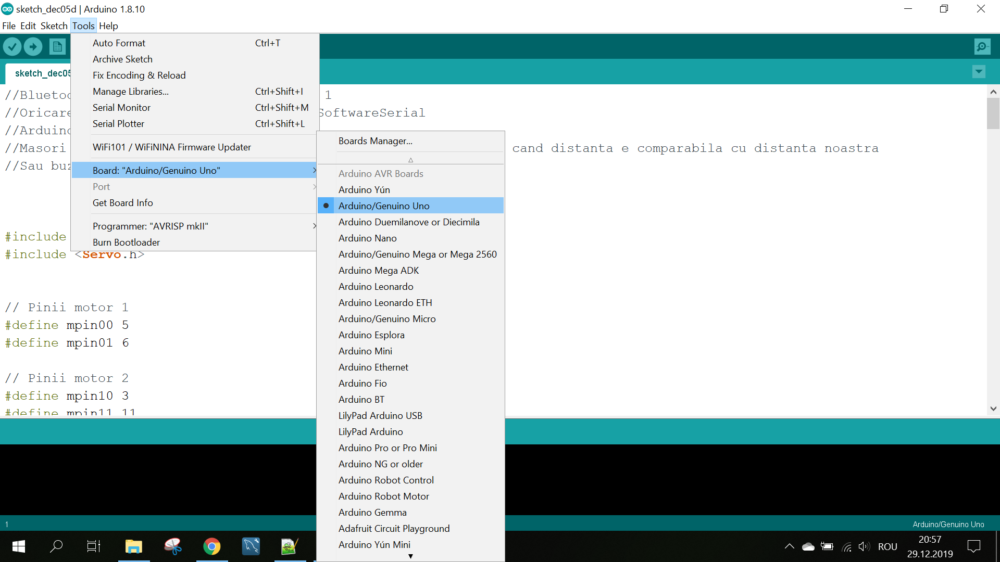 sketch_dec05d | Arduino 1.8.10
File Edit Sketch Tools Help
Auto Format Ctrl+T
Archive Sketch
Fix Encoding & Reload
Manage Libraries... Ctrl+Shift+I
Serial Monitor Ctrl+Shift+M
Serial Plotter Ctrl+Shift+L
WiFi101 / WiFiNINA Firmware Updater
Board: "Arduino/Genuino Uno"
Port
Get Board Info
Programmer: "AVRISP mkII"
Burn Bootloader
Boards Manager...
Arduino AVR Boards
Arduino Yún
Arduino/Genuino Uno
Arduino Duemilanove or Diecimila
Arduino Nano
Arduino/Genuino Mega or Mega 2560
Arduino Mega ADK
Arduino Leonardo
Arduino Leonardo ETH
Arduino/Genuino Micro
Arduino Esplora
Arduino Mini
Arduino Ethernet
Arduino Fio
Arduino BT
LilyPad Arduino USB
LilyPad Arduino
Arduino Pro or Pro Mini
Arduino NG or older
Arduino Robot Control
Arduino Robot Motor
Arduino Gemma
Adafruit Circuit Playground
Arduino Yún Mini
sketch_dec05
//Bluetoo 1
//Oricare SoftwareSerial
//Arduino
//Masori cand distanta e comparabila cu distanta noastra
//Sau buz
#include
#include <Servo.h>
// Pinii motor 1
#define mpin00 5
#define mpin01 6
// Pinii motor 2
#define mpin10 3
#define mpin11 11
1
Arduino/Genuino Uno
ROU
20:57
29.12.2019